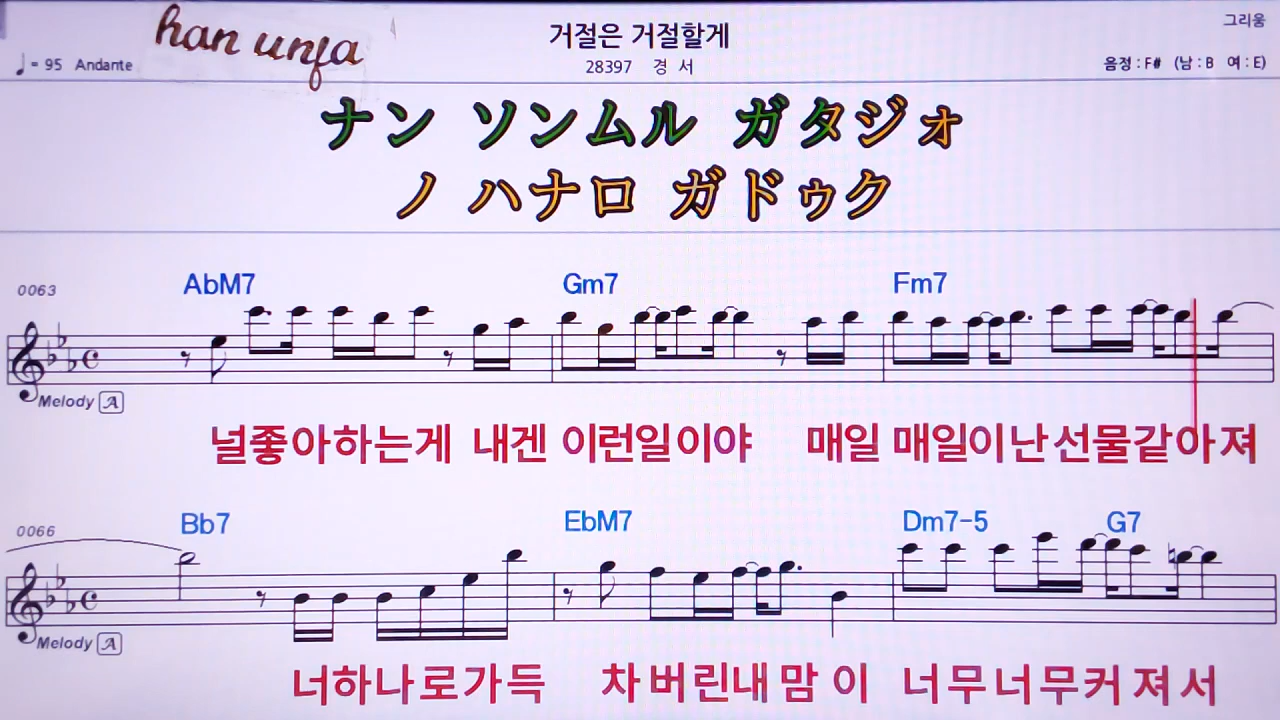 han unfa
거절은 거절할게
그리움
♩= 95 Andante
28397 경 서
음정 : F# (남 : B 여 : E)
ナン ソンムル ガタジォ
ノ ハナロ ガドゥク
0063
AbM7 Gm7 Fm7
Melody A
널좋아하는게 내겐 이런일이야 매일 매일이난선물같아져
0066
Bb7 EbM7 Dm7-5 G7
Melody A
너하나로가득 차버린내맘이 너무너무커져서